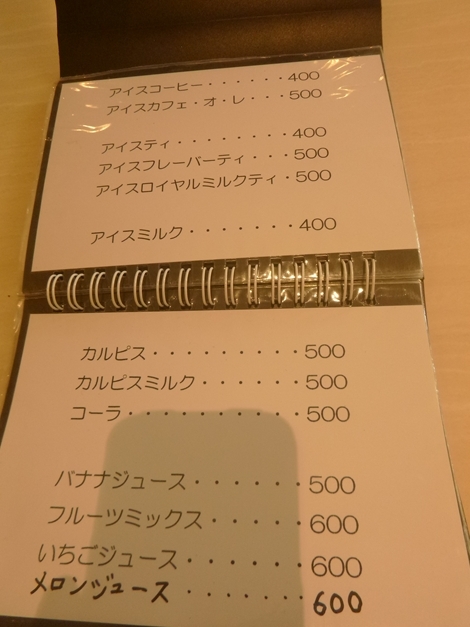 アイスコーヒー・・・・・・・400
アイスカフェ・オ・レ・・・500
アイスティ・・・・・・・・400
アイスフレーバーティ・・・500
アイスロイヤルミルクティ・500
アイスミルク・・・・・・・400
カルピス・・・・・・・・・500
カルピスミルク・・・・・・500
コーラ・・・・・・・・・・500
バナナジュース・・・・・・500
フルーツミックス・・・・・600
いちごジュース・・・・・・600
メロンジュース・・・・・・600